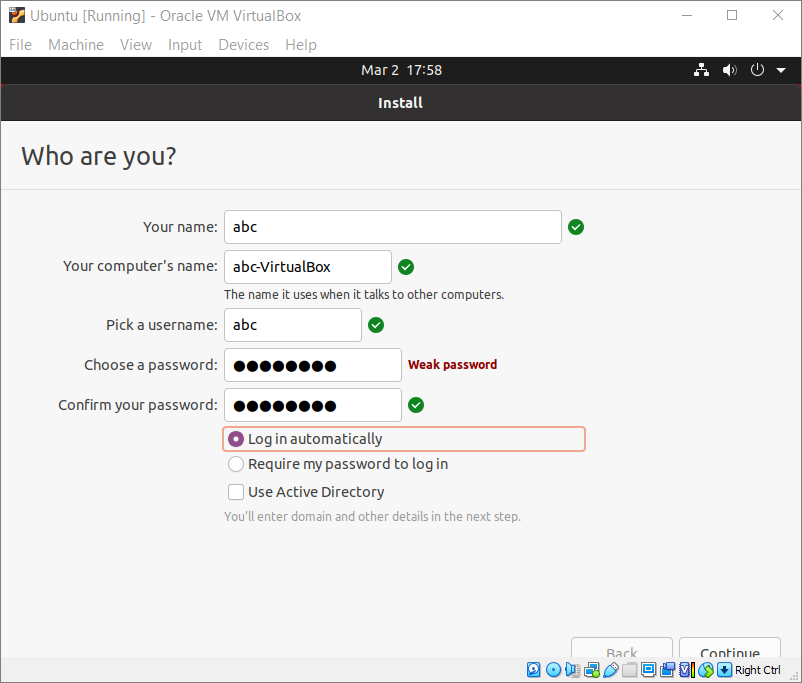 Ubuntu [Running] - Oracle VM VirtualBox
File Machine View Input Devices Help
Mar 2 17:58
Install
Who are you?
Your name: abc
Your computer's name: abc-VirtualBox
The name it uses when it talks to other computers.
Pick a username: abc
Choose a password: ●●●●●●●● Weak password
Confirm your password: ●●●●●●●●
Log in automatically
Require my password to log in
Use Active Directory
You'll enter domain and other details in the next step.
Back Continue
Right Ctrl